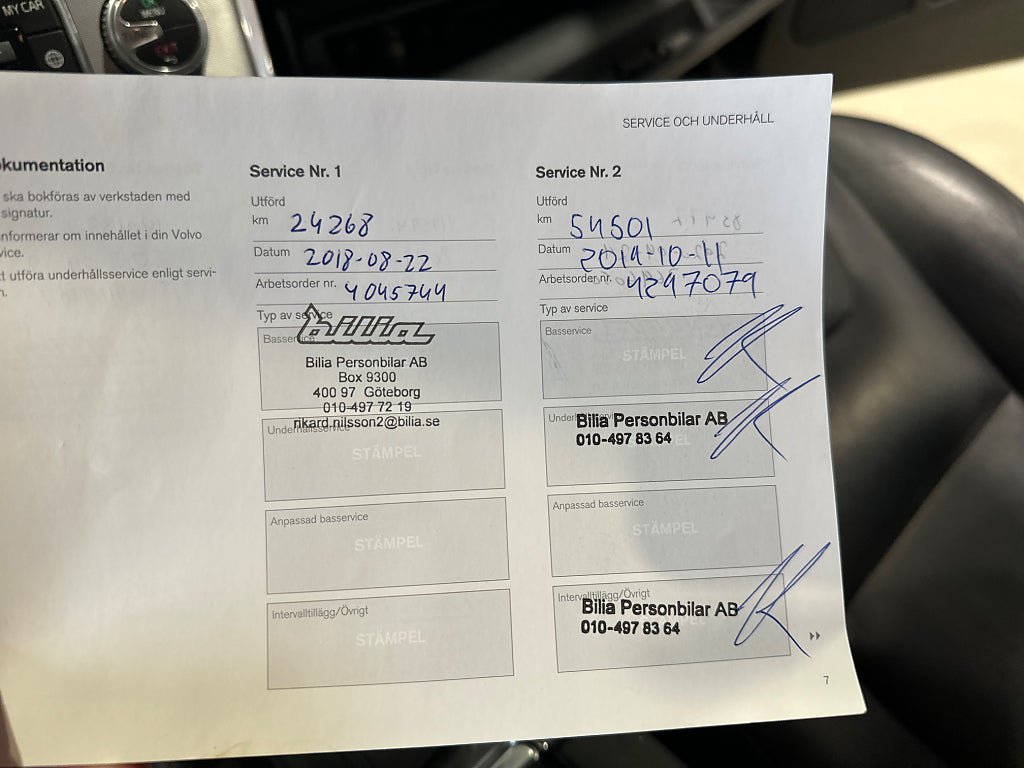 MY CAR
MENU
EXIT
SERVICE OCH UNDERHÅLL
okumentation
ska bokföras av verkstaden med
signatur.
nformerar om innehållet i din Volvo
vice.
t utföra underhållsservice enligt servi-
n.
Service Nr. 1
Utförd
km 24268
Datum 2018-08-22
Arbetsorder nr. 4045744
Typ av service
bilia
Basservice
Bilia Personbilar AB
Box 9300
400 97 Göteborg
010-497 72 19
rikard.nilsson2@bilia.se
Underhållsservice
STÄMPEL
Anpassad basservice
STÄMPEL
Intervalltillägg/Övrigt
STÄMPEL
Service Nr. 2
Utförd
km 54501
Datum 2019-10-11
Arbetsorder nr. 4297079
Typ av service
Basservice
STÄMPEL
Bilia Personbilar AB
010-497 83 64
Anpassad basservice
STÄMPEL
Intervalltillägg/Övrigt
Bilia Personbilar AB
010-497 83 64
7